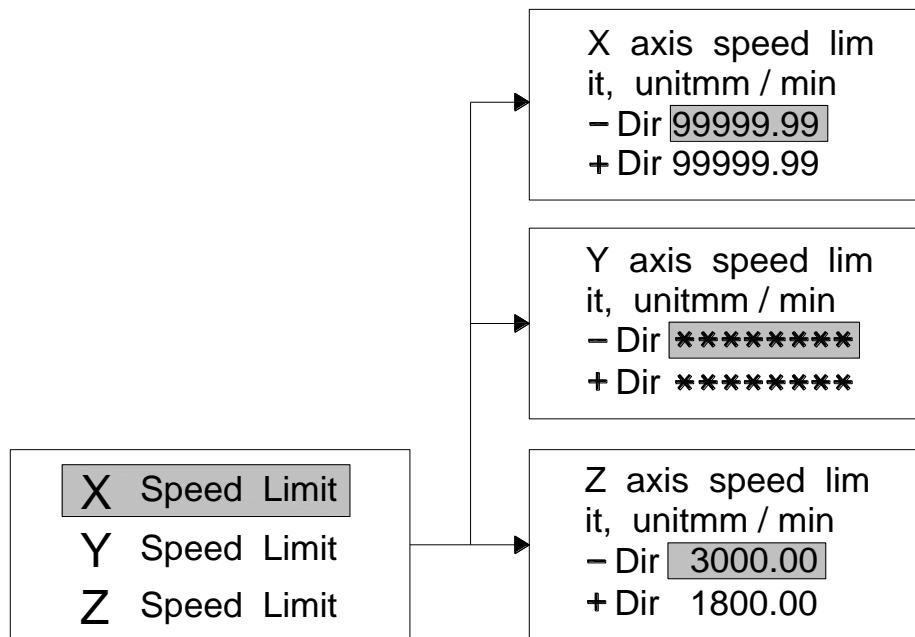 X axis speed lim
it, unitmm / min
− Dir 99999.99
+ Dir 99999.99
Y axis speed lim
it, unitmm / min
− Dir ********
+ Dir ********
X Speed Limit
Y Speed Limit
Z Speed Limit
Z axis speed lim
it, unitmm / min
− Dir 3000.00
+ Dir 1800.00